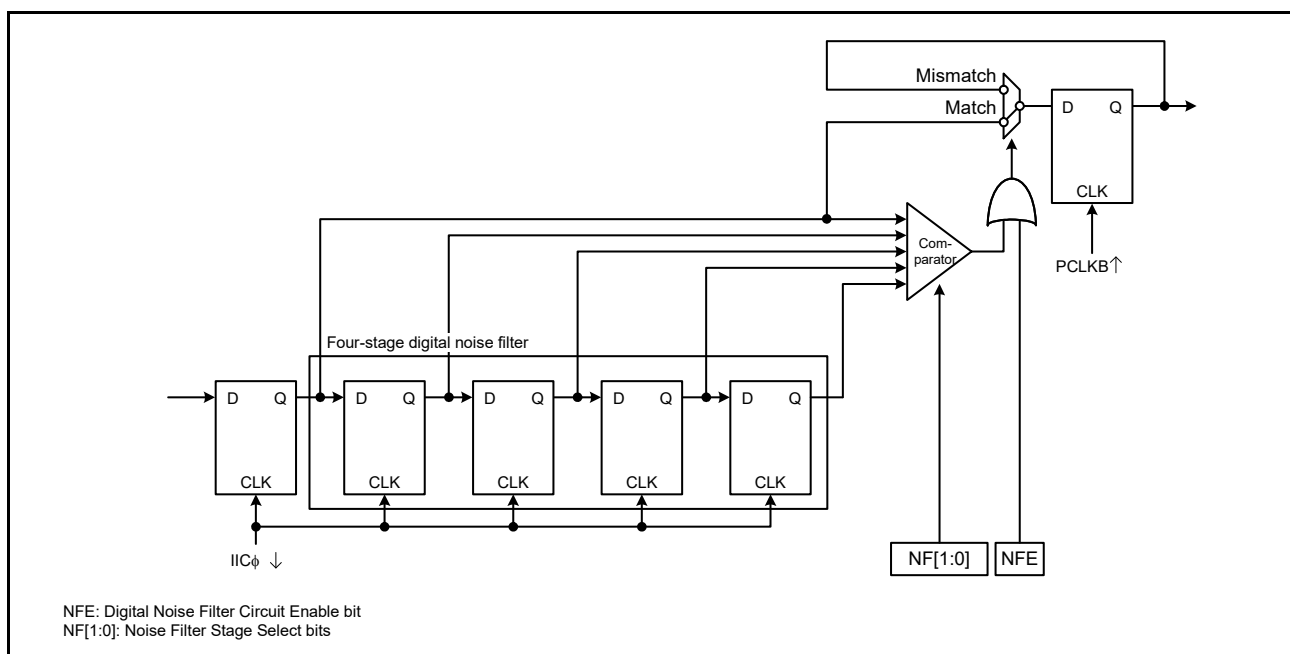 Mismatch
Match
D Q
CLK
PCLKB↑
Com-
parator
Four-stage digital noise filter
D Q
D Q
D Q
D Q
D Q
CLK
CLK
CLK
CLK
CLK
IICϕ ↓
NF[1:0]
NFE
NFE: Digital Noise Filter Circuit Enable bit
NF[1:0]: Noise Filter Stage Select bits